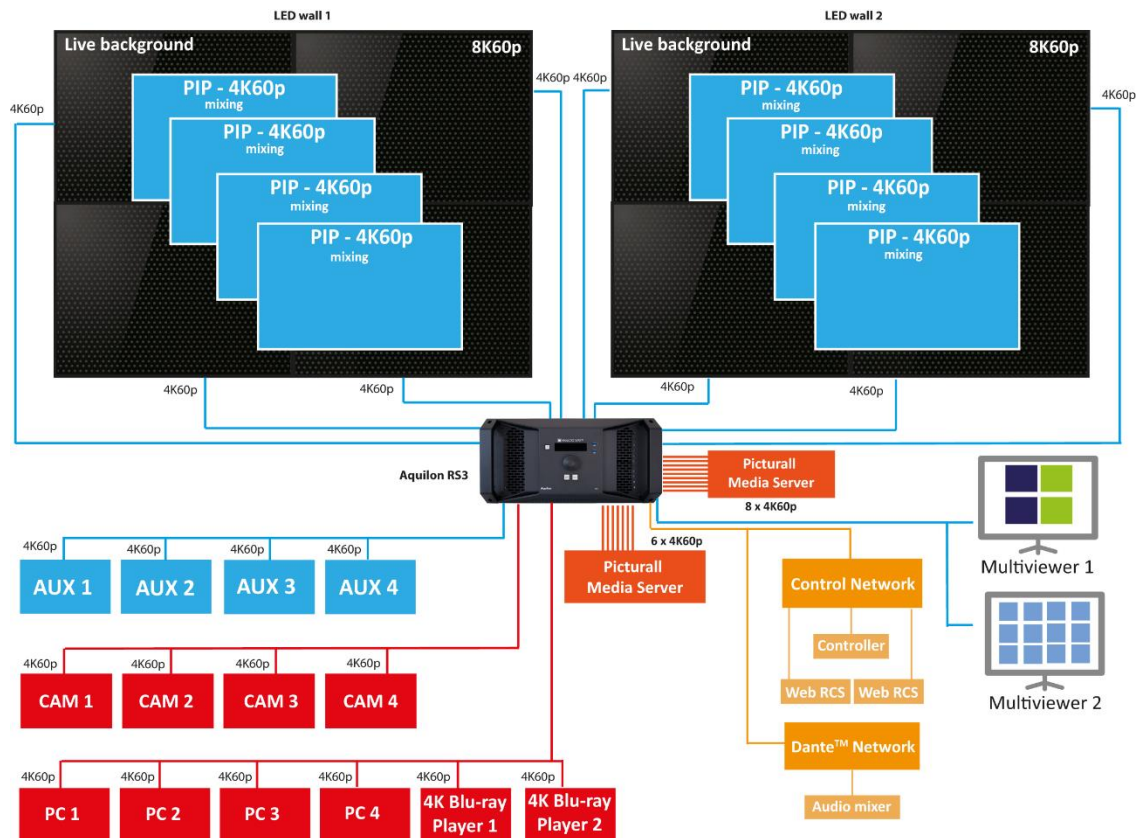 LED wall 1
LED wall 2
Live background
8K60p
Live background
8K60p
PIP - 4K60p
mixing
PIP - 4K60p
mixing
PIP - 4K60p
mixing
PIP - 4K60p
mixing
PIP - 4K60p
mixing
PIP - 4K60p
mixing
PIP - 4K60p
mixing
PIP - 4K60p
mixing
4K60p
4K60p
4K60p
4K60p
4K60p
4K60p
4K60p
4K60p
Aquilon RS3
Picturall
Media Server
8 x 4K60p
6 x 4K60p
Picturall
Media Server
Multiviewer 1
Multiviewer 2
Control Network
Controller
Web RCS
Web RCS
Dante™ Network
Audio mixer
4K60p
4K60p
4K60p
4K60p
AUX 1
AUX 2
AUX 3
AUX 4
4K60p
4K60p
4K60p
4K60p
CAM 1
CAM 2
CAM 3
CAM 4
4K60p
4K60p
4K60p
4K60p
4K60p
4K60p
PC 1
PC 2
PC 3
PC 4
4K Blu-ray
Player 1
4K Blu-ray
Player 2